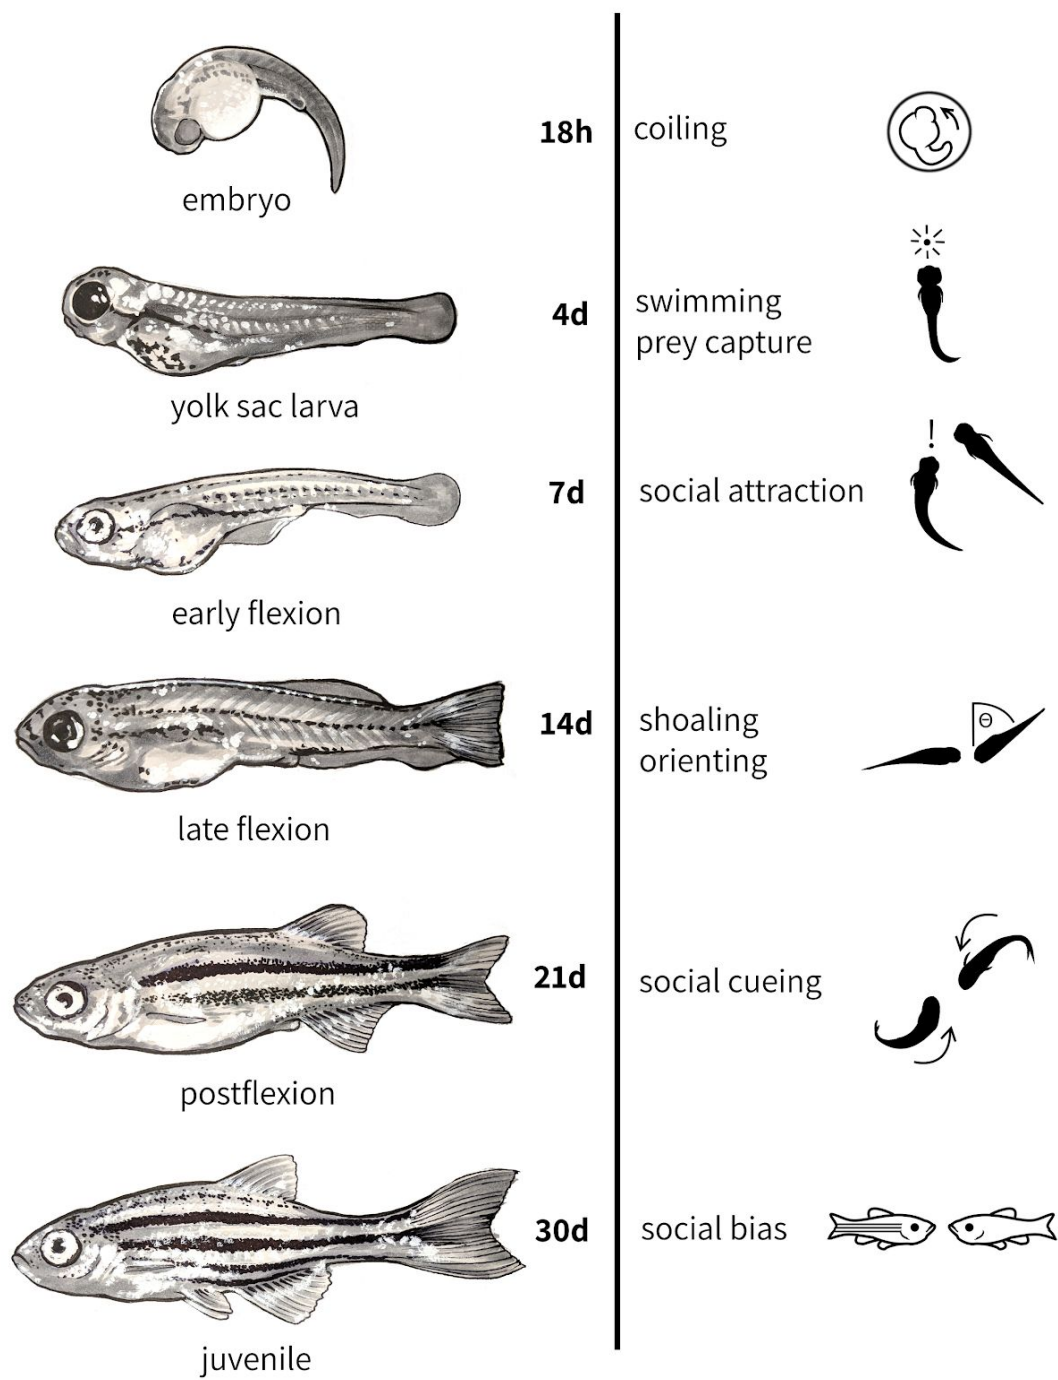 18h
coiling
embryo
4d
swimming
prey capture
yolk sac larva
!
7d
social attraction
early flexion
14d
shoaling
orienting
Θ
late flexion
21d
social cueing
postflexion
30d
social bias
juvenile